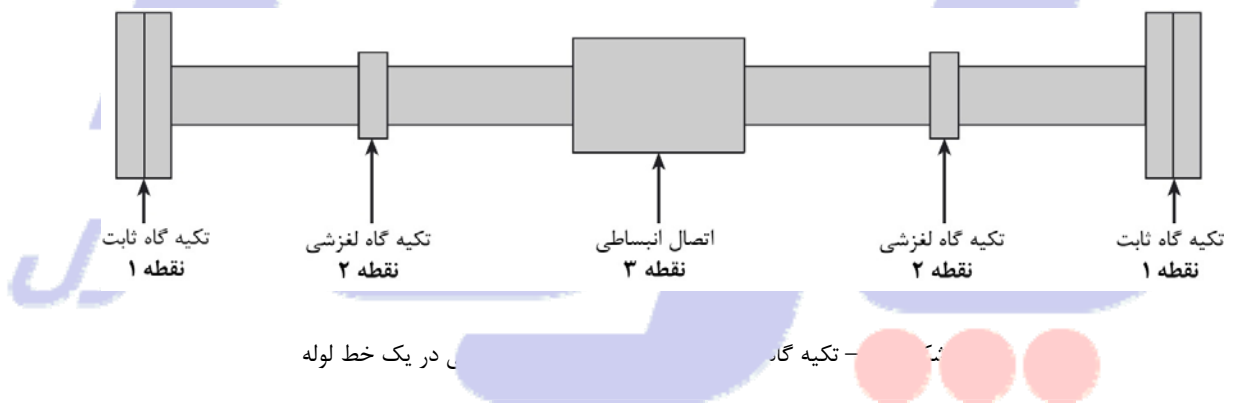 تکیه گاه ثابت
نقطه ۱
تکیه گاه لغزشی
نقطه ۲
اتصال انبساطی
نقطه ۳
تکیه گاه لغزشی
نقطه ۲
تکیه گاه ثابت
نقطه ۱
– تکیه در یک خط لوله